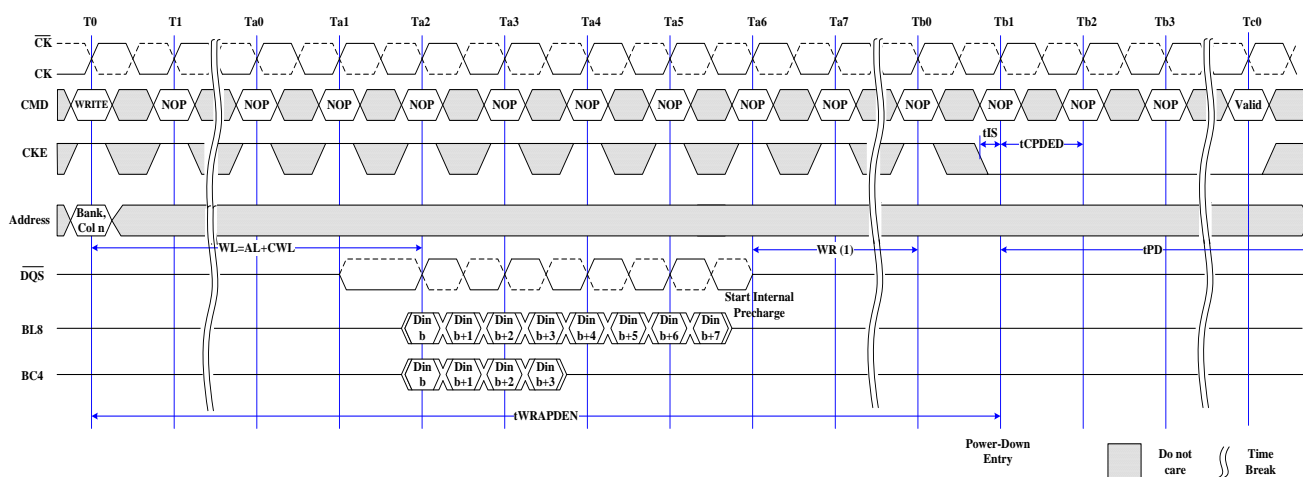 T0 T1 Ta0 Ta1 Ta2 Ta3 Ta4 Ta5 Ta6 Ta7 Tb0 Tb1 Tb2 Tb3 Tc0
CK
CK
CMD WRITE NOP NOP NOP NOP NOP NOP NOP NOP NOP NOP NOP NOP NOP Valid
tIS
CKE tCPDED
Address Bank,
Col n
WL=AL+CWL WR (1) tPD
DQS
Start Internal
Precharge
BL8 Din Din Din Din Din Din Din Din
b b+1 b+2 b+3 b+4 b+5 b+6 b+7
BC4 Din Din Din Din
b b+1 b+2 b+3
tWRAPDEN
Power-Down
Entry
Do not
care
Time
Break